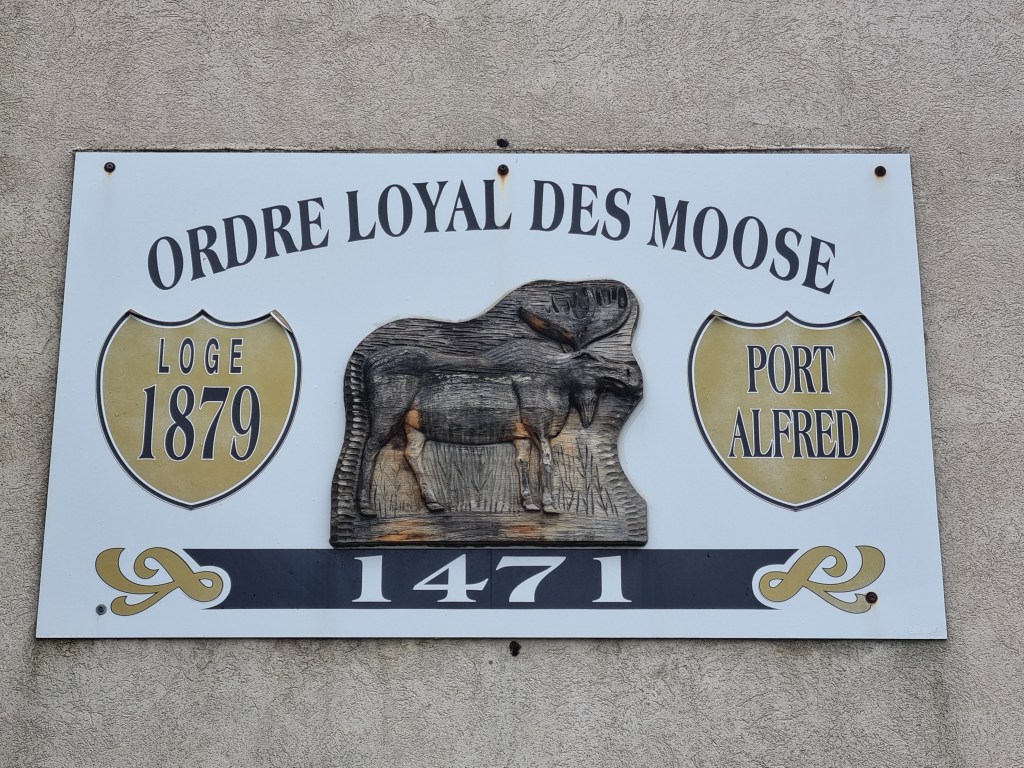 ORDRE LOYAL DES MOOSE
LOGE
1879
PORT
ALFRED
1471